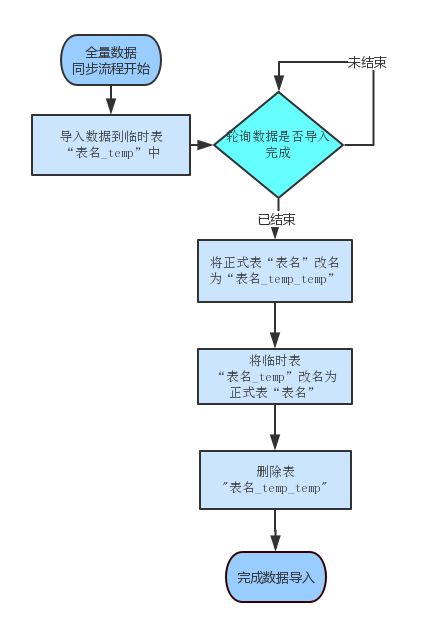 全量数据
同步流程开始
未结束
导入数据到临时表
“表名_temp”中
轮询数据是否导入
完成
已结束
将正式表“表名”改名
为“表名_temp_temp”
将临时表
“表名_temp”改名为
正式表“表名”
删除表
"表名_temp_temp"
完成数据导入